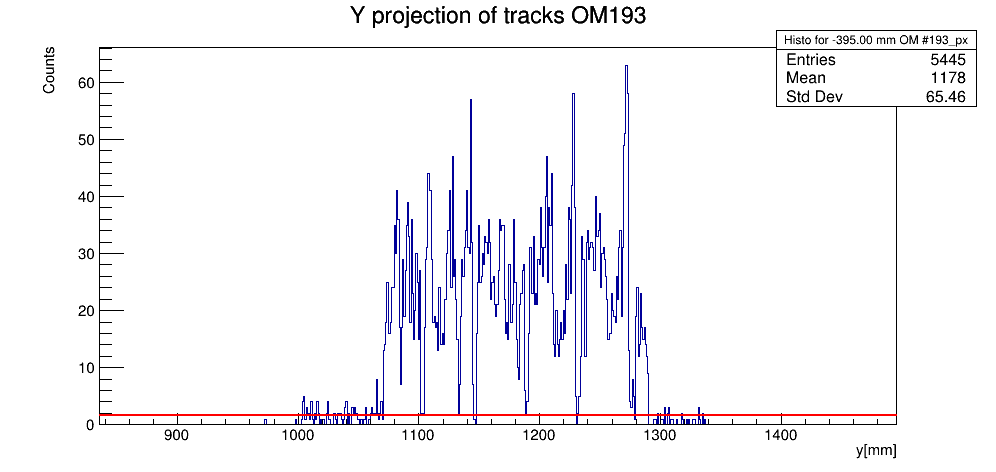 Y projection of tracks OM193
Histo for -395.00 mm OM #193_px
Entries 5445
Mean 1178
Std Dev 65.46
Counts
60
50
40
30
20
10
0
900 1000 1100 1200 1300 1400
y[mm]